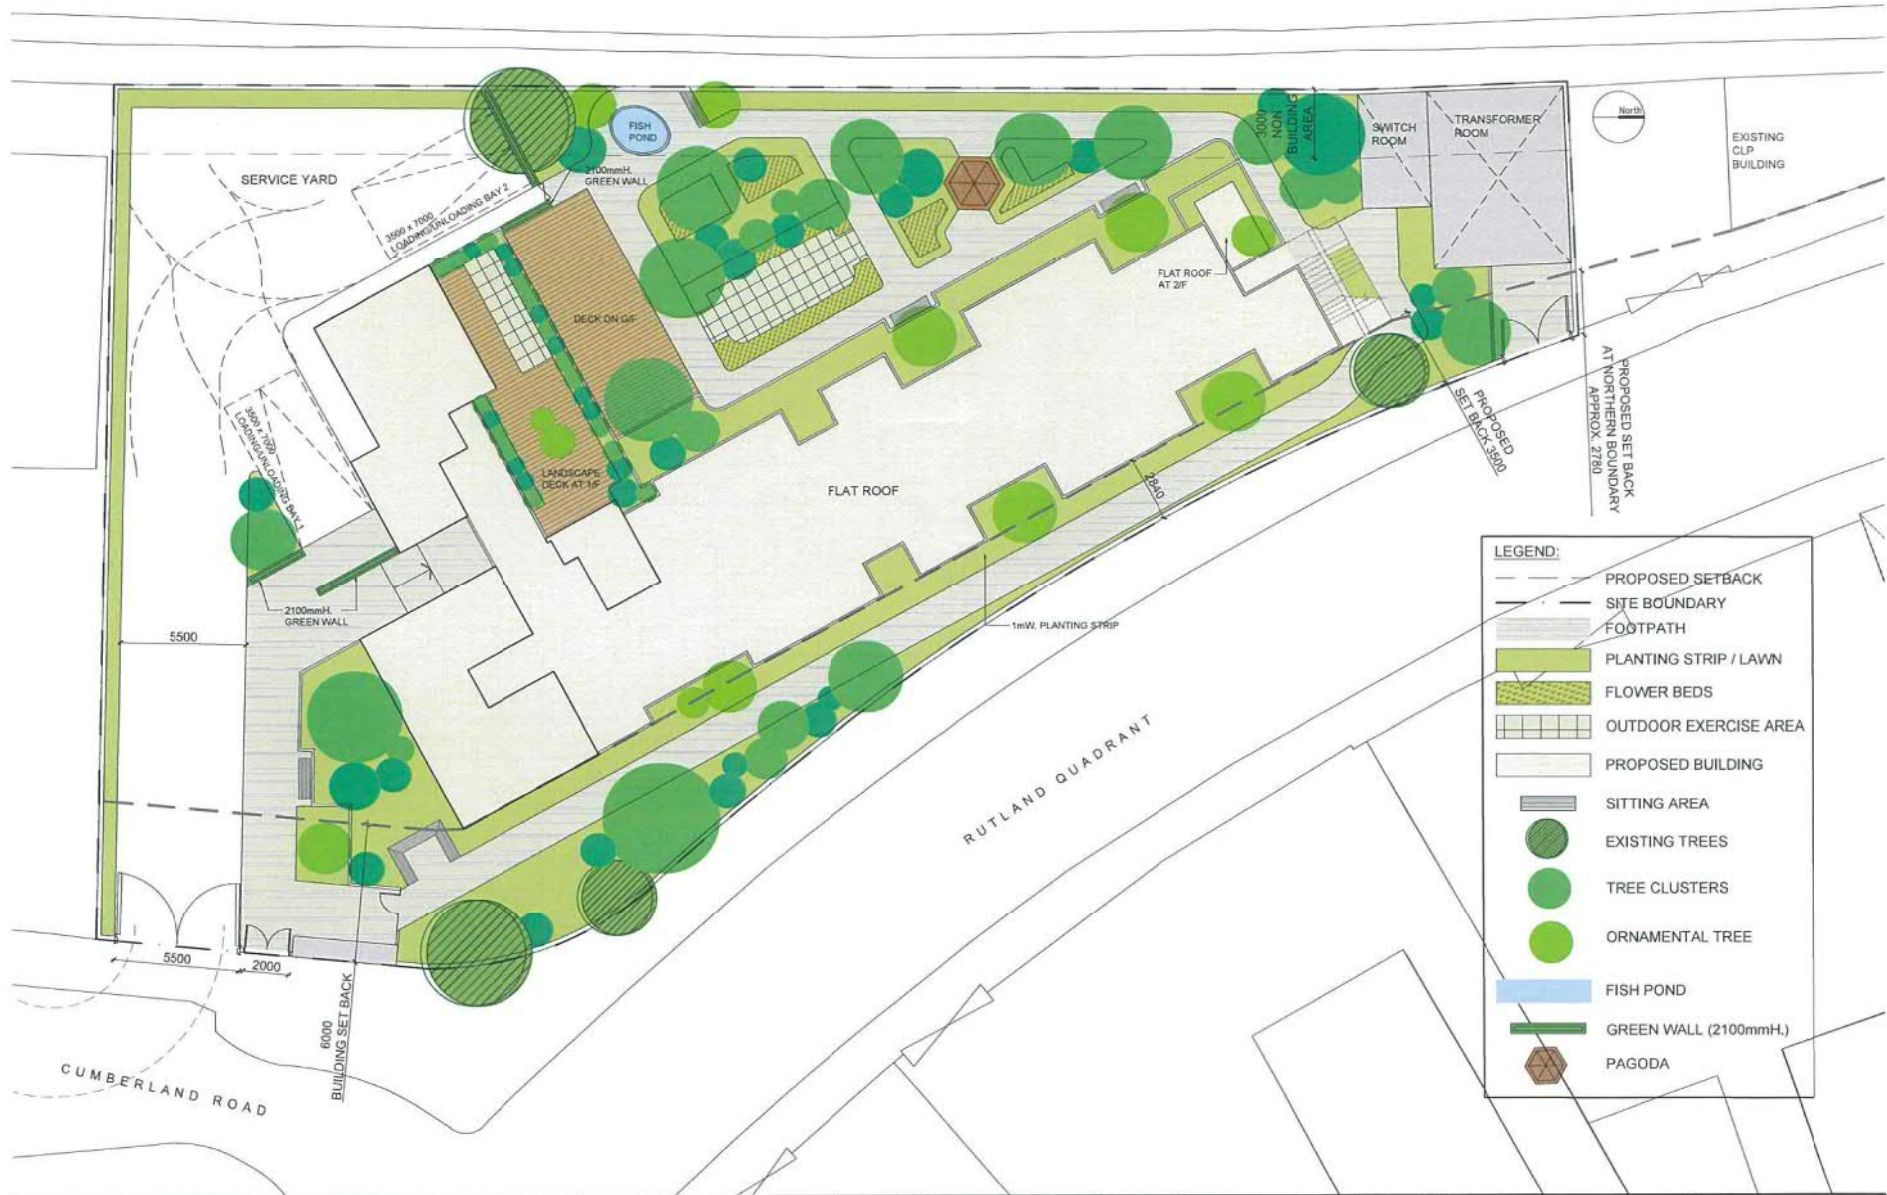 FISH
POND
3000
NON
BUILDING
AREA
SWITCH
ROOM
TRANSFORMER
ROOM
North
EXISTING
CLP
BUILDING
SERVICE YARD
2100mmH.
GREEN WALL
3500 x 7000
LOADING/UNLOADING BAY 2
DECK ON G/F
FLAT ROOF
AT 2/F
3500 x 7000
LOADING/UNLOADING BAY 1
LANDSCAPE
DECK AT 1/F
FLAT ROOF
2840
PROPOSED
SET BACK 3500
PROPOSED SET BACK
AT NORTHERN BOUNDARY
APPROX. 2780
2100mmH.
GREEN WALL
1mW. PLANTING STRIP
5500
RUTLAND QUADRANT
5500
2000
6000
BUILDING SET BACK
CUMBERLAND ROAD
LEGEND:
PROPOSED SETBACK
SITE BOUNDARY
FOOTPATH
PLANTING STRIP / LAWN
FLOWER BEDS
OUTDOOR EXERCISE AREA
PROPOSED BUILDING
SITTING AREA
EXISTING TREES
TREE CLUSTERS
ORNAMENTAL TREE
FISH POND
GREEN WALL (2100mmH.)
PAGODA